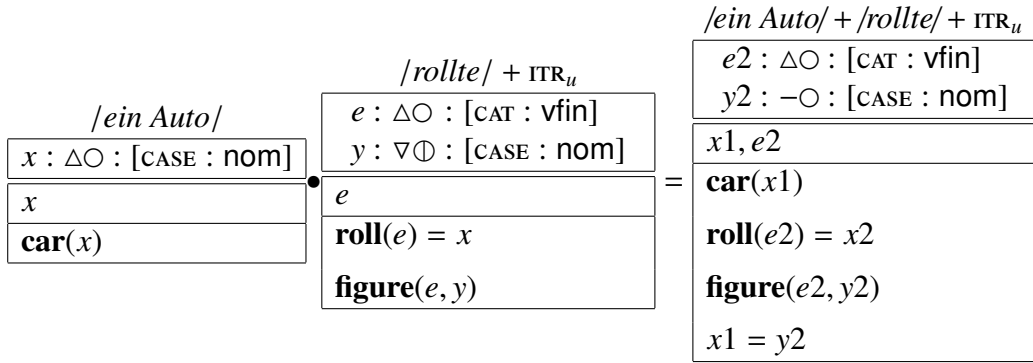 /ein Auto/
x : △○ : [CASE : nom]
x
car(x)
•
/rollte/ + ITR_u
e : △○ : [CAT : vfin]
y : ▽⦶ : [CASE : nom]
e
roll(e) = x
figure(e, y)
=
/ein Auto/ + /rollte/ + ITR_u
e2 : △○ : [CAT : vfin]
y2 : −○ : [CASE : nom]
x1, e2
car(x1)
roll(e2) = x2
figure(e2, y2)
x1 = y2